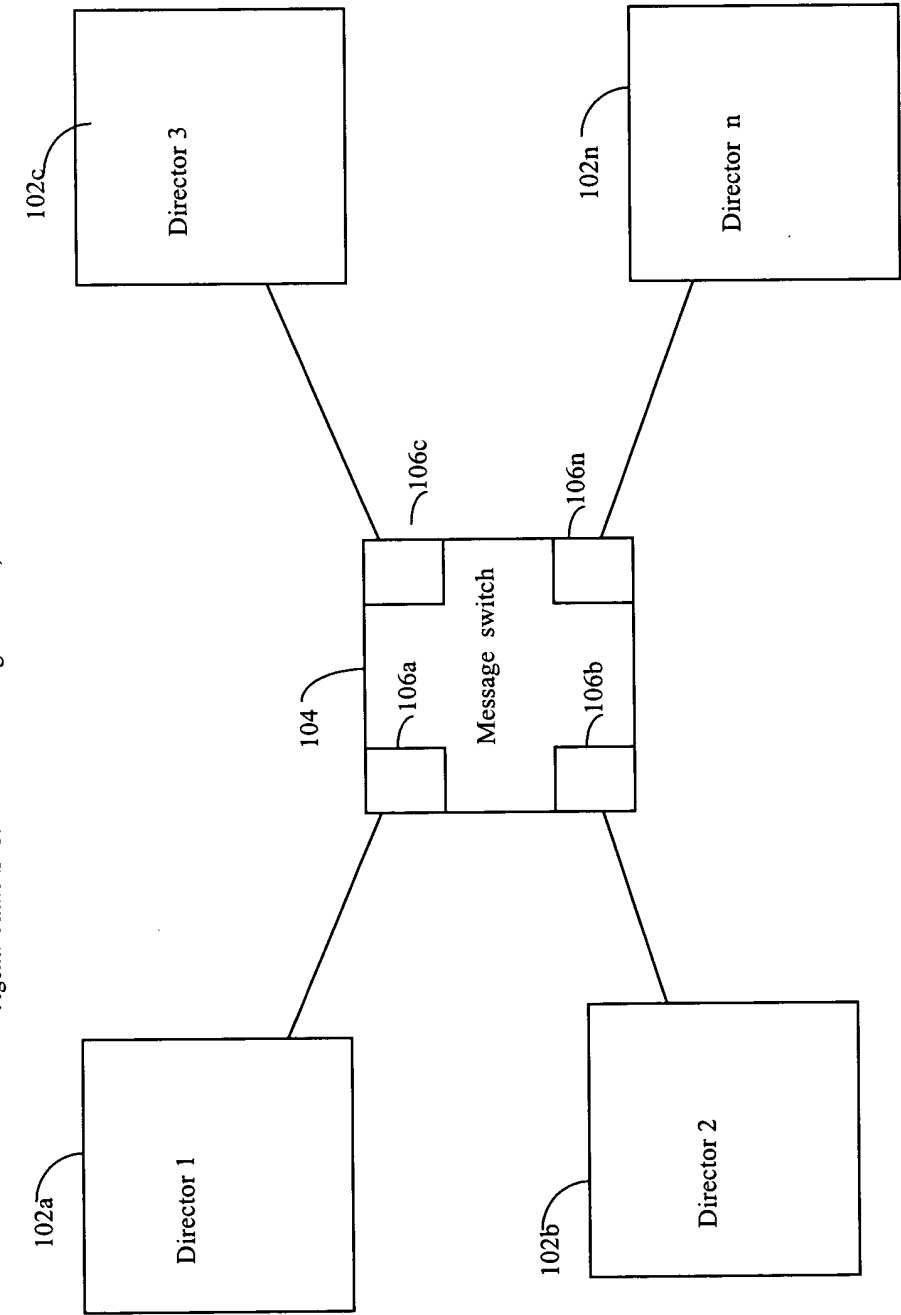 102a
Director 1
102c
Director 3
104
106a
106c
Message switch
106b
106n
102b
Director 2
102n
Director n